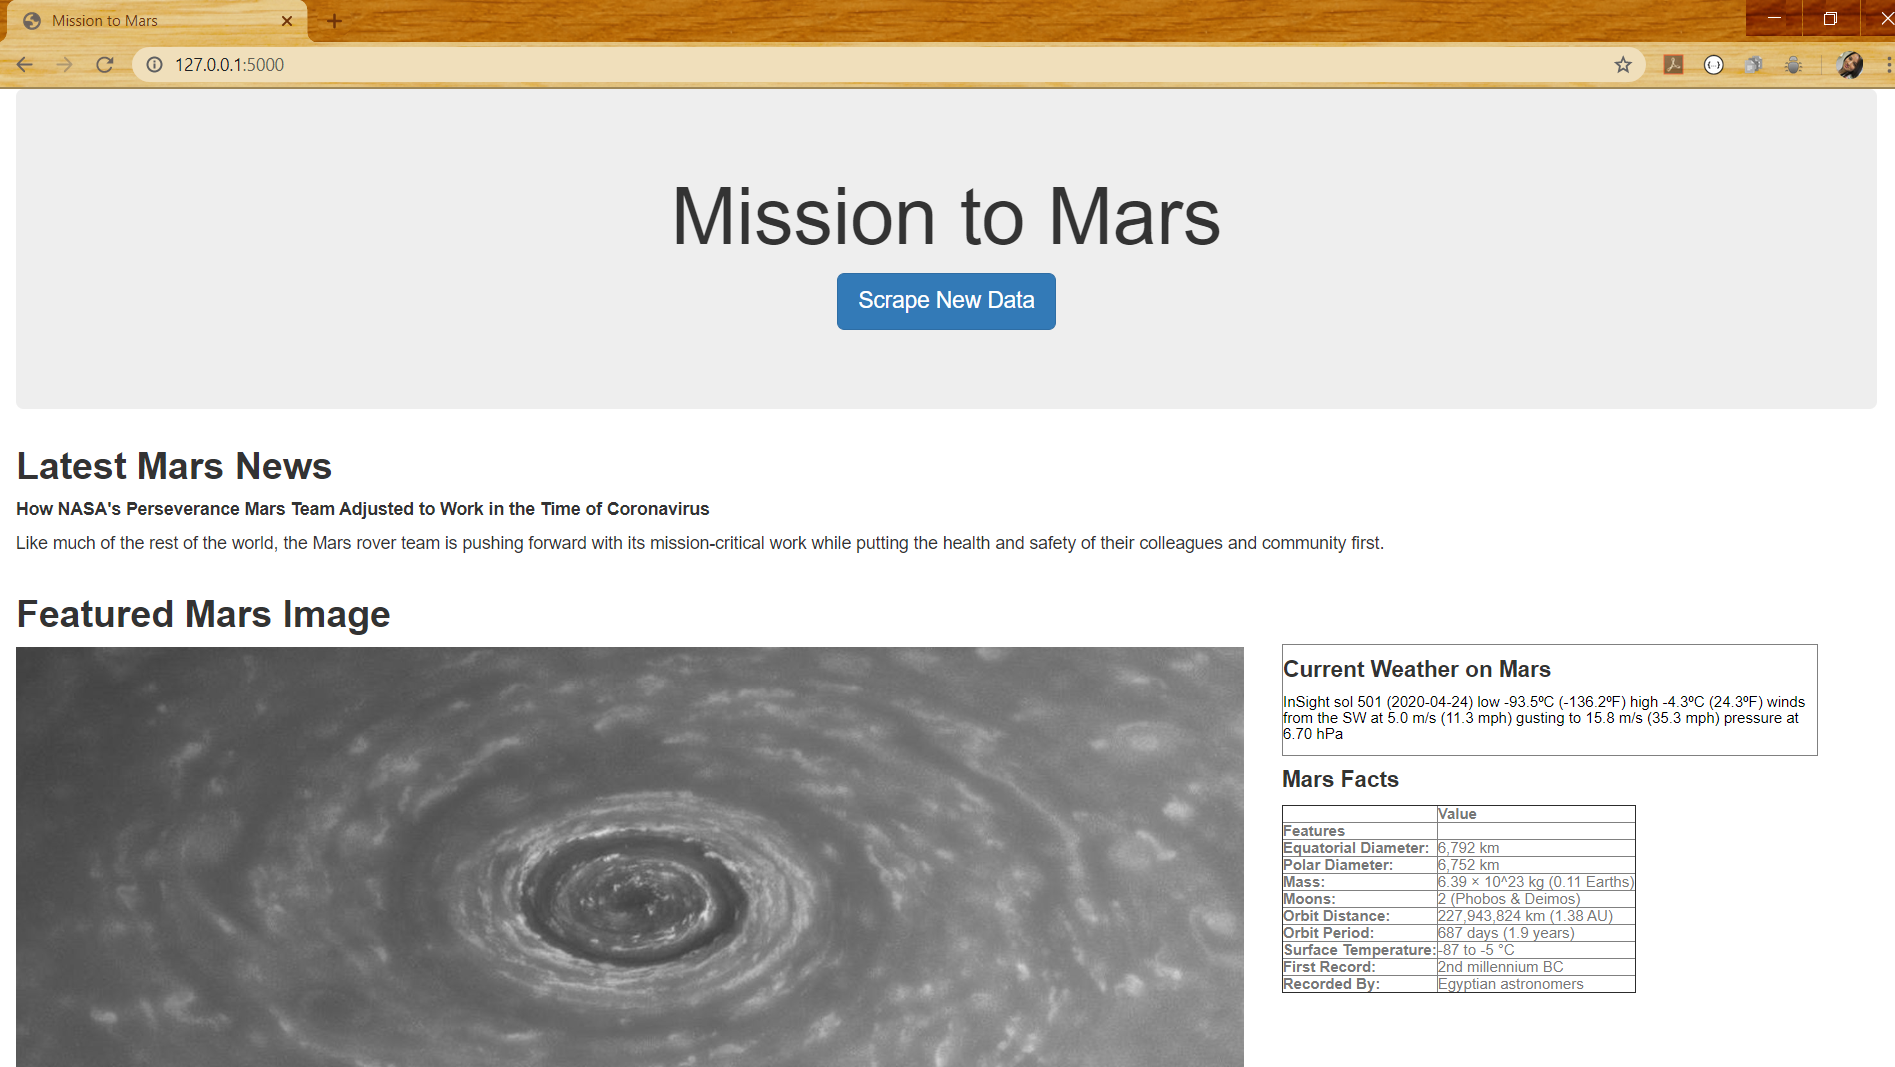 Mission to Mars
127.0.0.1:5000
Mission to Mars
Scrape New Data
Latest Mars News
How NASA's Perseverance Mars Team Adjusted to Work in the Time of Coronavirus
Like much of the rest of the world, the Mars rover team is pushing forward with its mission-critical work while putting the health and safety of their colleagues and community first.
Featured Mars Image
Current Weather on Mars
InSight sol 501 (2020-04-24) low -93.5ºC (-136.2ºF) high -4.3ºC (24.3ºF) winds
from the SW at 5.0 m/s (11.3 mph) gusting to 15.8 m/s (35.3 mph) pressure at
6.70 hPa
Mars Facts
Value
Features
Equatorial Diameter: 6,792 km
Polar Diameter: 6,752 km
Mass: 6.39 × 10^23 kg (0.11 Earths)
Moons: 2 (Phobos & Deimos)
Orbit Distance: 227,943,824 km (1.38 AU)
Orbit Period: 687 days (1.9 years)
Surface Temperature: -87 to -5 °C
First Record: 2nd millennium BC
Recorded By: Egyptian astronomers